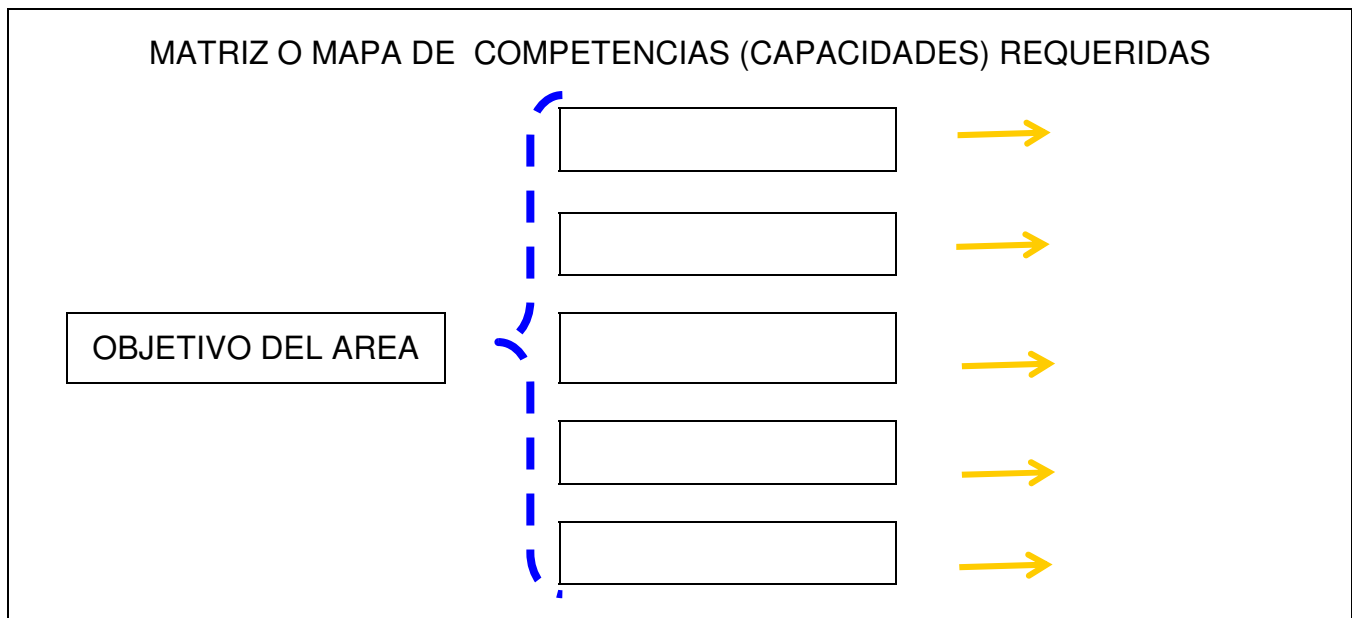 MATRIZ O MAPA DE COMPETENCIAS (CAPACIDADES) REQUERIDAS
OBJETIVO DEL AREA